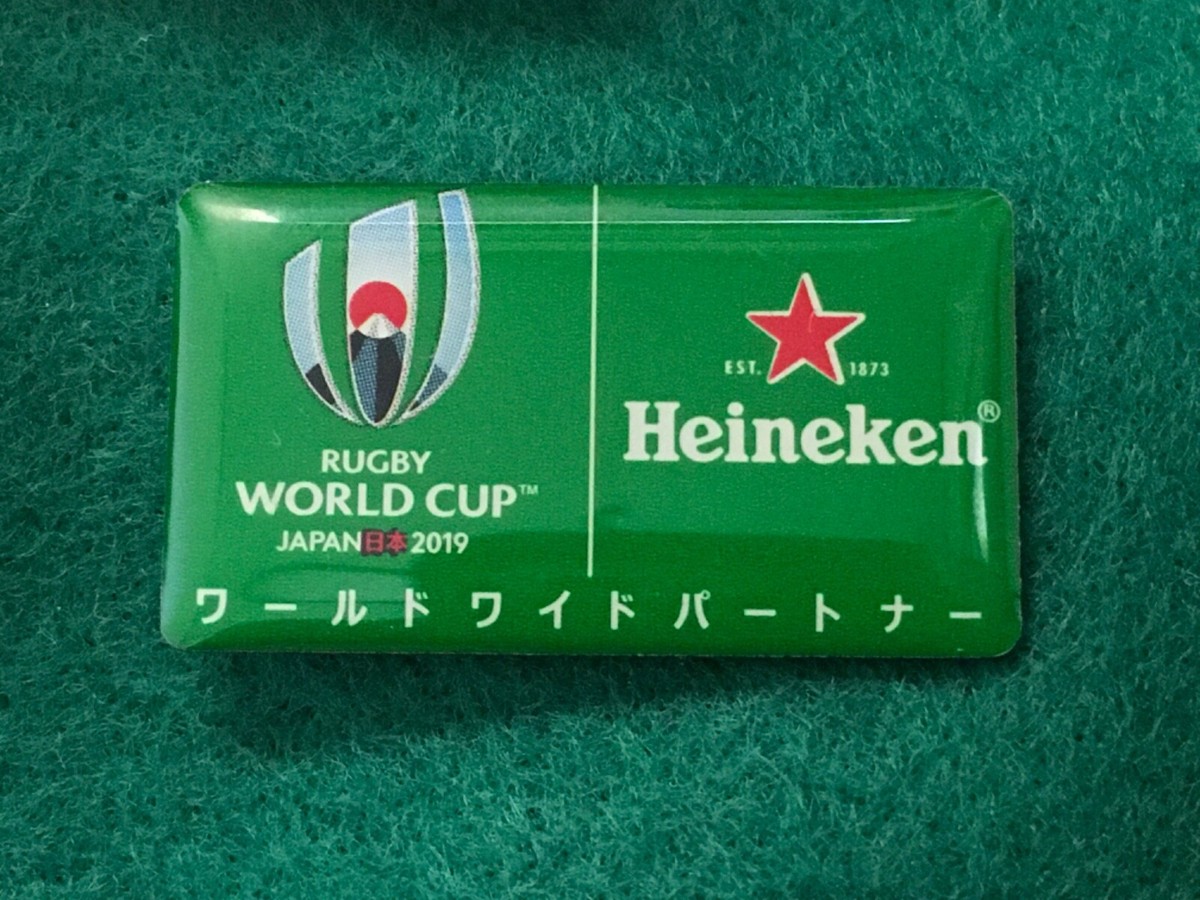 RUGBY
WORLD CUP™
JAPAN日本2019
EST. 1873
Heineken®
ワールドワイドパートナー